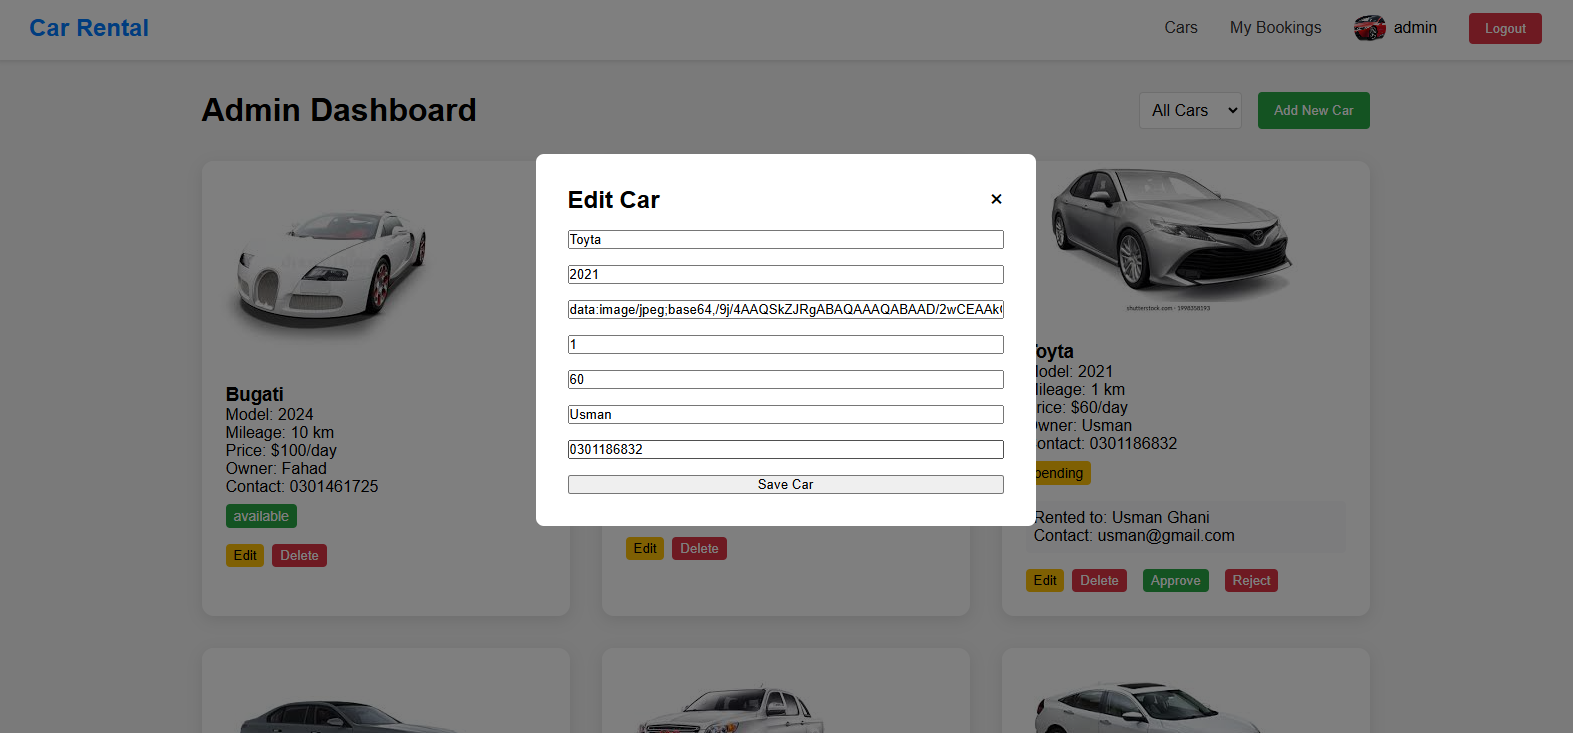 Car Rental
Cars
My Bookings
admin
Logout
Admin Dashboard
All Cars
Add New Car
Edit Car
×
Toyta
2021
data:image/jpeg;base64,/9j/4AAQSkZJRgABAQAAAQABAAD/2wCEAAk
1
60
Usman
0301186832
Save Car
Bugati
Model: 2024
Mileage: 10 km
Price: $100/day
Owner: Fahad
Contact: 0301461725
available
Edit
Delete
Edit
Delete
shutterstock.com · 1998358193
oyta
odel: 2021
ileage: 1 km
rice: $60/day
wner: Usman
ontact: 0301186832
pending
Rented to: Usman Ghani
Contact: usman@gmail.com
Edit
Delete
Approve
Reject